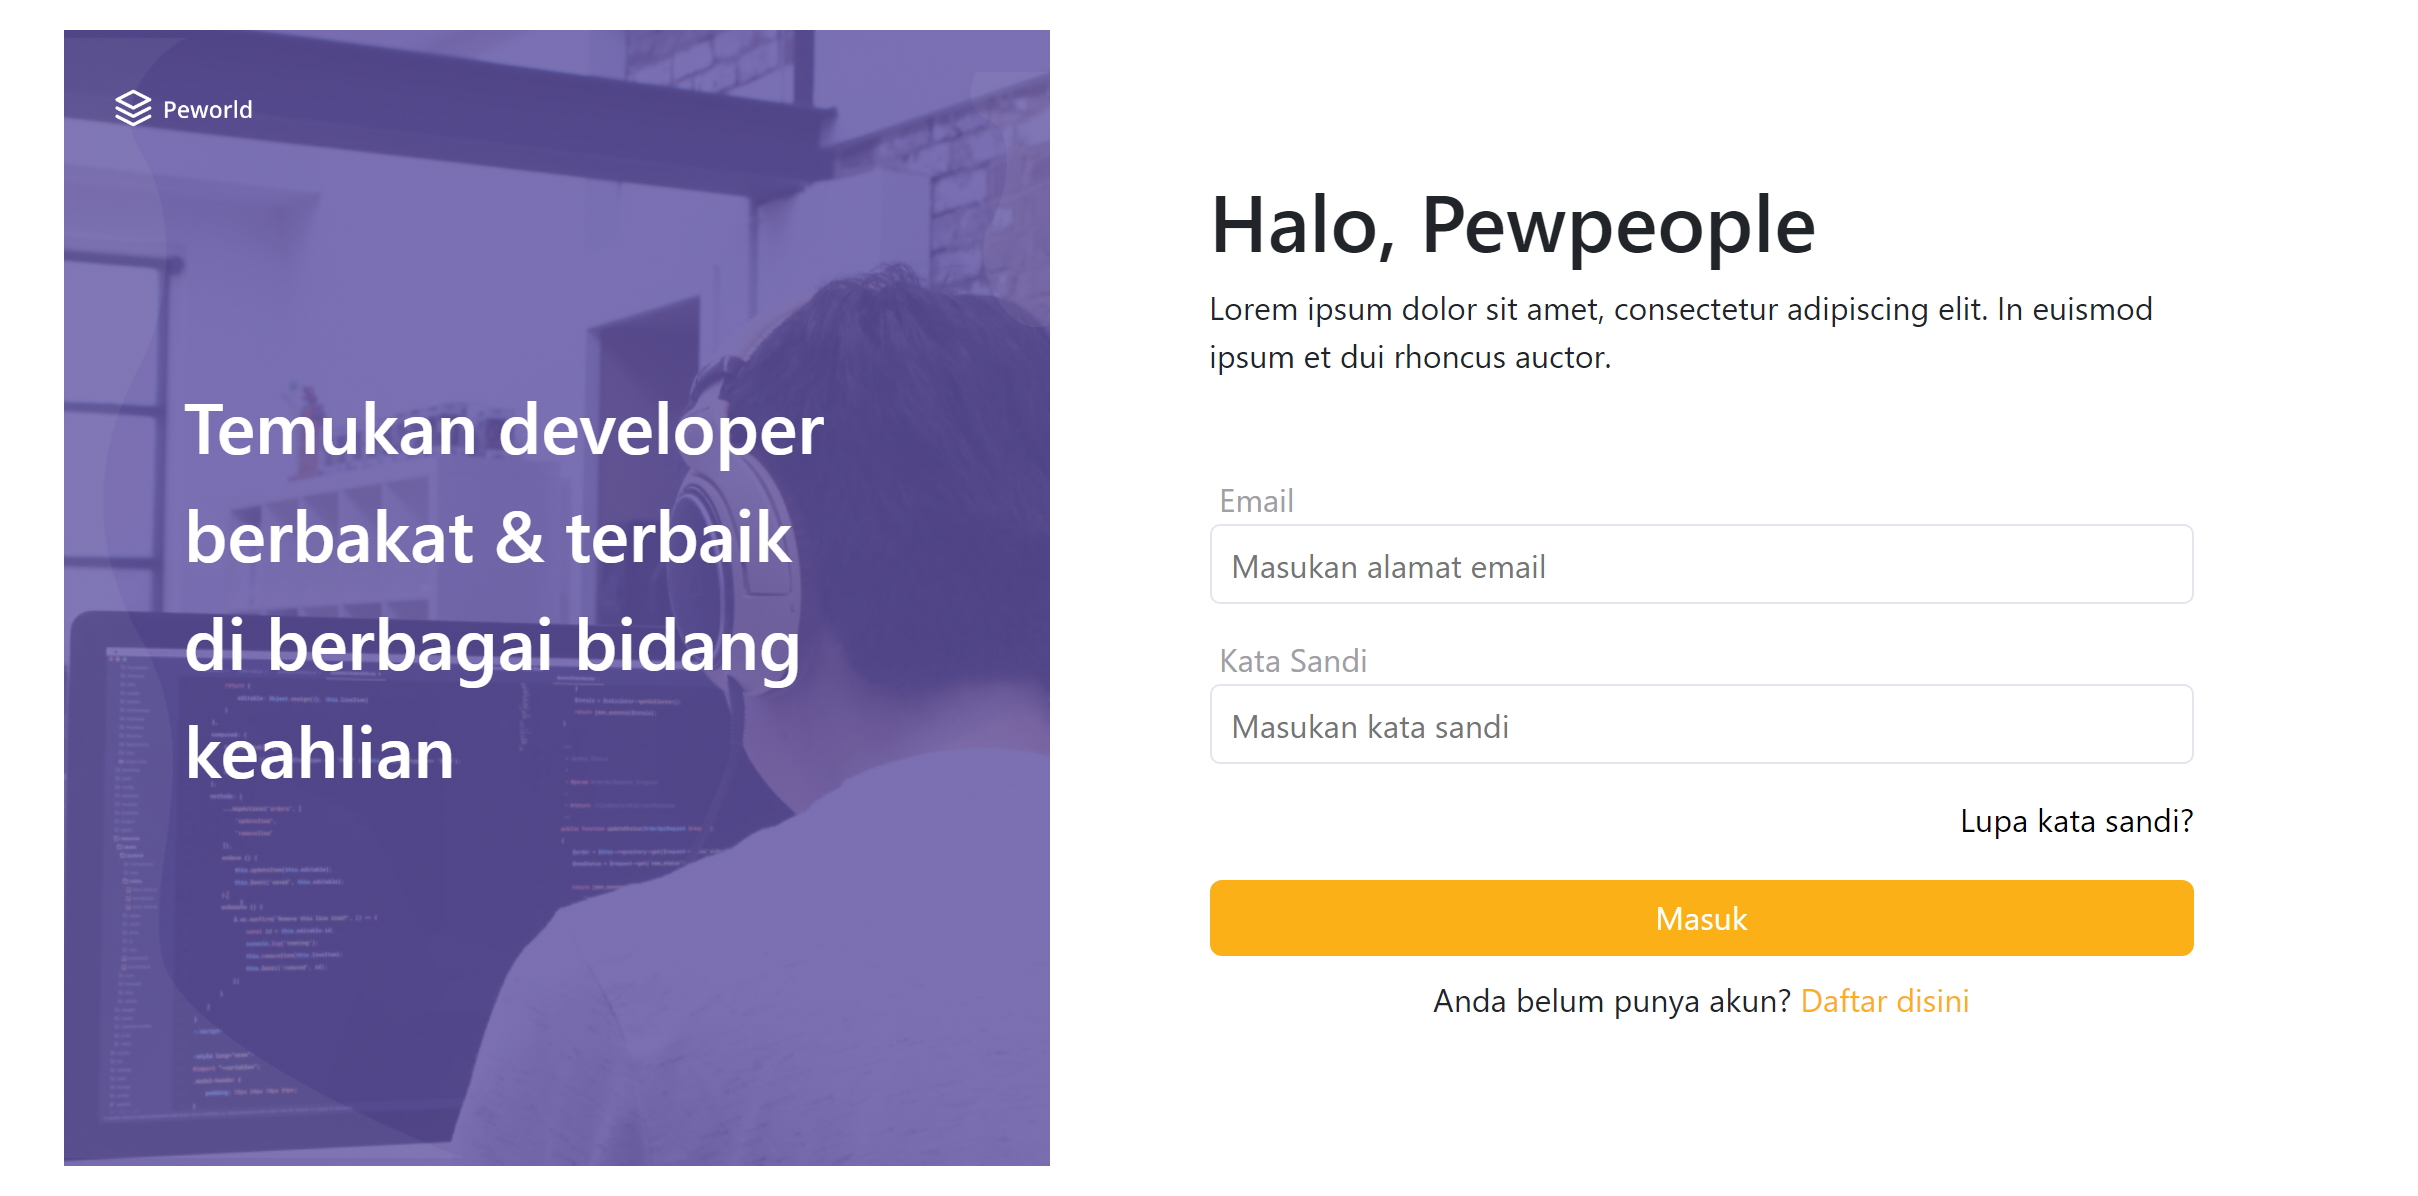 Peworld
Temukan developer
berbakat & terbaik
di berbagai bidang
keahlian
Halo, Pewpeople
Lorem ipsum dolor sit amet, consectetur adipiscing elit. In euismod
ipsum et dui rhoncus auctor.
Email
Masukan alamat email
Kata Sandi
Masukan kata sandi
Lupa kata sandi?
Masuk
Anda belum punya akun? Daftar disini